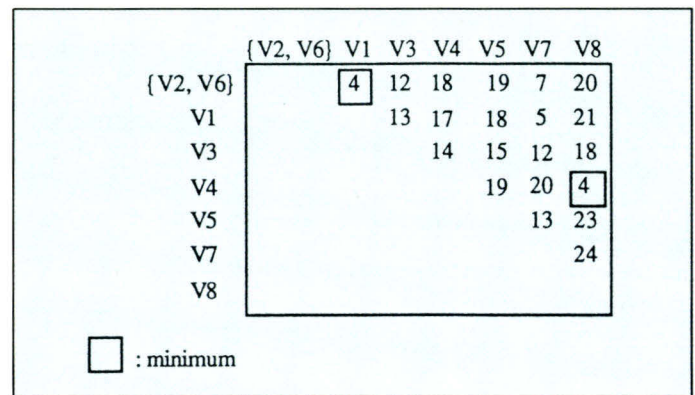 {V2, V6} V1 V3 V4 V5 V7 V8
{V2, V6} 4 12 18 19 7 20
V1 13 17 18 5 21
V3 14 15 12 18
V4 19 20 4
V5 13 23
V7 24
V8
: minimum